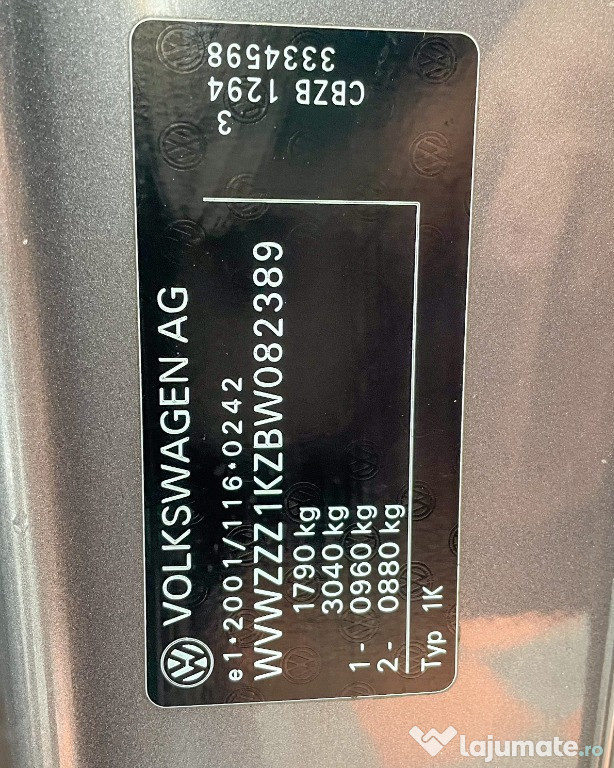 VOLKSWAGEN AG
e1*2001/116*0242
WVWZZZ1KZBW082389
1790 kg
3040 kg
1- 0960 kg
2- 0880 kg
Typ 1K
3
CBZB 1294
3334598
lajumate.ro